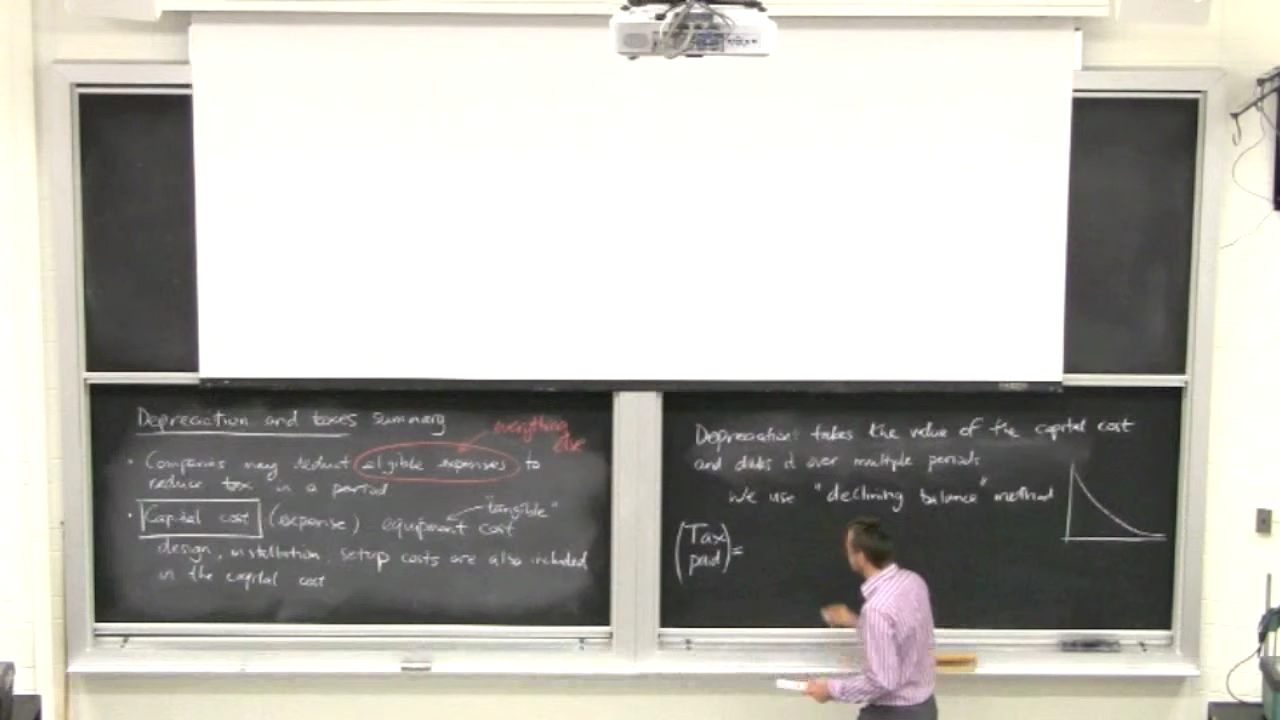 Depreciation and taxes summary
everything
else
• Companies may deduct eligible expenses to
reduce tax in a period
• Capital cost (expense) equipment cost
"tangible"
design, installation, setup costs are also included
in the capital cost
Depreciation: takes the value of the capital cost
and it over multiple periods
We use "declining balance" method
(Tax
paid) =